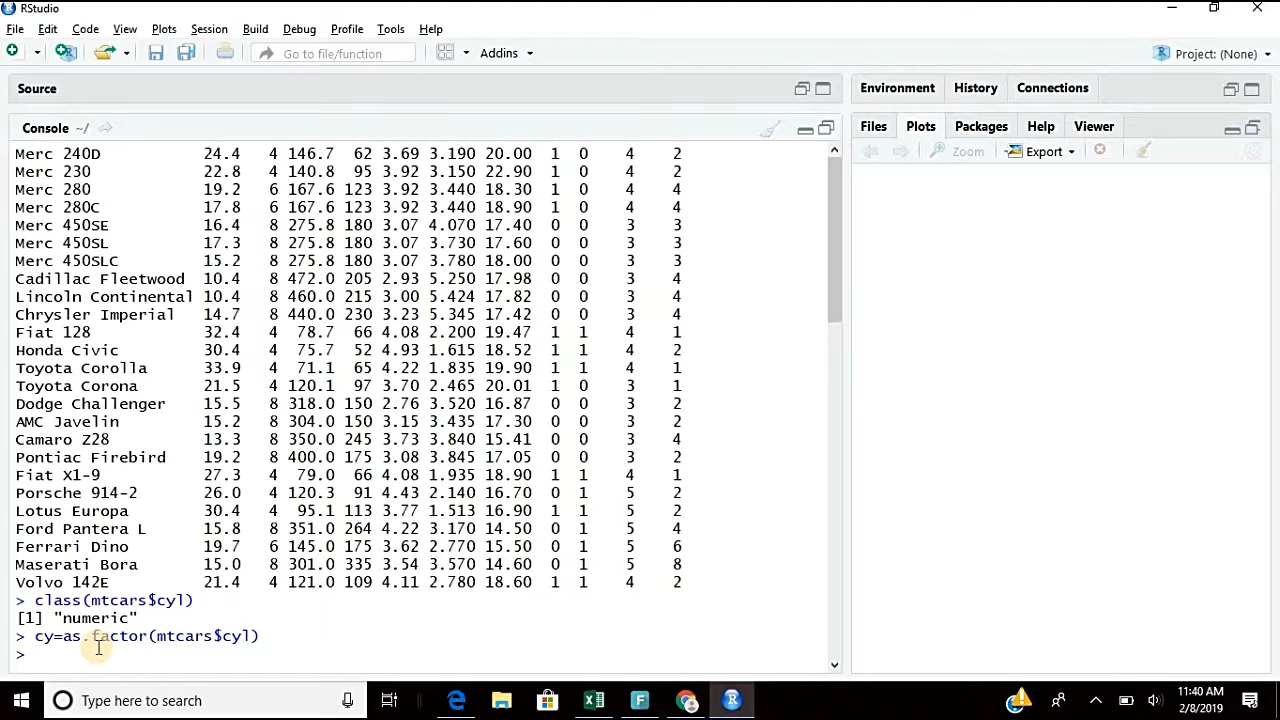 RStudio
File Edit Code View Plots Session Build Debug Profile Tools Help
Go to file/function Addins Project: (None)
Source Environment History Connections
Console ~/ Files Plots Packages Help Viewer
Zoom Export
Merc 240D 24.4 4 146.7 62 3.69 3.190 20.00 1 0 4 2
Merc 230 22.8 4 140.8 95 3.92 3.150 22.90 1 0 4 2
Merc 280 19.2 6 167.6 123 3.92 3.440 18.30 1 0 4 4
Merc 280C 17.8 6 167.6 123 3.92 3.440 18.90 1 0 4 4
Merc 450SE 16.4 8 275.8 180 3.07 4.070 17.40 0 0 3 3
Merc 450SL 17.3 8 275.8 180 3.07 3.730 17.60 0 0 3 3
Merc 450SLC 15.2 8 275.8 180 3.07 3.780 18.00 0 0 3 3
Cadillac Fleetwood 10.4 8 472.0 205 2.93 5.250 17.98 0 0 3 4
Lincoln Continental 10.4 8 460.0 215 3.00 5.424 17.82 0 0 3 4
Chrysler Imperial 14.7 8 440.0 230 3.23 5.345 17.42 0 0 3 4
Fiat 128 32.4 4 78.7 66 4.08 2.200 19.47 1 1 4 1
Honda Civic 30.4 4 75.7 52 4.93 1.615 18.52 1 1 4 2
Toyota Corolla 33.9 4 71.1 65 4.22 1.835 19.90 1 1 4 1
Toyota Corona 21.5 4 120.1 97 3.70 2.465 20.01 1 0 3 1
Dodge Challenger 15.5 8 318.0 150 2.76 3.520 16.87 0 0 3 2
AMC Javelin 15.2 8 304.0 150 3.15 3.435 17.30 0 0 3 2
Camaro Z28 13.3 8 350.0 245 3.73 3.840 15.41 0 0 3 4
Pontiac Firebird 19.2 8 400.0 175 3.08 3.845 17.05 0 0 3 2
Fiat X1-9 27.3 4 79.0 66 4.08 1.935 18.90 1 1 4 1
Porsche 914-2 26.0 4 120.3 91 4.43 2.140 16.70 0 1 5 2
Lotus Europa 30.4 4 95.1 113 3.77 1.513 16.90 1 1 5 2
Ford Pantera L 15.8 8 351.0 264 4.22 3.170 14.50 0 1 5 4
Ferrari Dino 19.7 6 145.0 175 3.62 2.770 15.50 0 1 5 6
Maserati Bora 15.0 8 301.0 335 3.54 3.570 14.60 0 1 5 8
Volvo 142E 21.4 4 121.0 109 4.11 2.780 18.60 1 1 4 2
> class(mtcars$cyl)
[1] "numeric"
> cy=as.factor(mtcars$cyl)
>
Type here to search
11:40 AM
2/8/2019